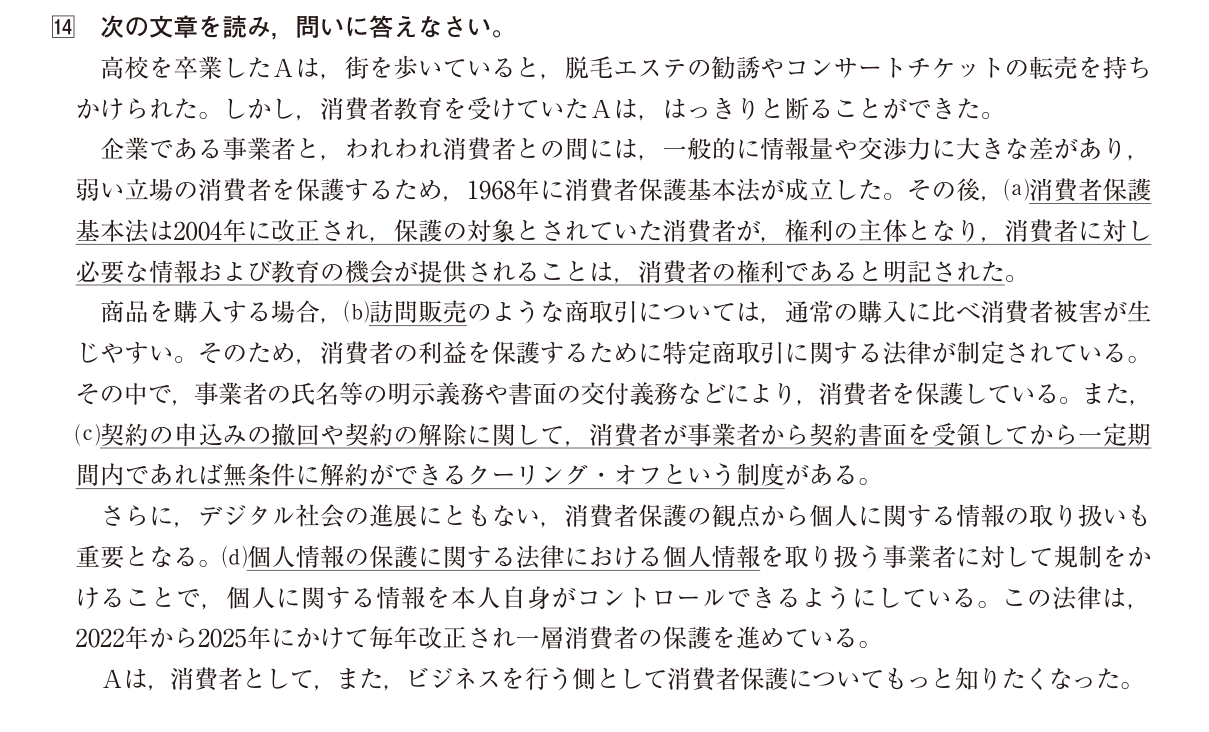 14 次の文章を読み，問いに答えなさい。
高校を卒業したAは，街を歩いていると，脱毛エステの勧誘やコンサートチケットの転売を持ち
かけられた。しかし，消費者教育を受けていたAは，はっきりと断ることができた。
企業である事業者と，われわれ消費者との間には，一般的に情報量や交渉力に大きな差があり，
弱い立場の消費者を保護するため，1968年に消費者保護基本法が成立した。その後，(a)消費者保護
基本法は2004年に改正され，保護の対象とされていた消費者が，権利の主体となり，消費者に対し
必要な情報および教育の機会が提供されることは，消費者の権利であると明記された。
商品を購入する場合，(b)訪問販売のような商取引については，通常の購入に比べ消費者被害が生
じやすい。そのため，消費者の利益を保護するために特定商取引に関する法律が制定されている。
その中で，事業者の氏名等の明示義務や書面の交付義務などにより，消費者を保護している。また，
(c)契約の申込みの撤回や契約の解除に関して，消費者が事業者から契約書面を受領してから一定期
間内であれば無条件に解約ができるクーリング・オフという制度がある。
さらに，デジタル社会の進展にともない，消費者保護の観点から個人に関する情報の取り扱いも
重要となる。(d)個人情報の保護に関する法律における個人情報を取り扱う事業者に対して規制をか
けることで，個人に関する情報を本人自身がコントロールできるようにしている。この法律は，
2022年から2025年にかけて毎年改正され一層消費者の保護を進めている。
Aは，消費者として，また，ビジネスを行う側として消費者保護についてもっと知りたくなった。